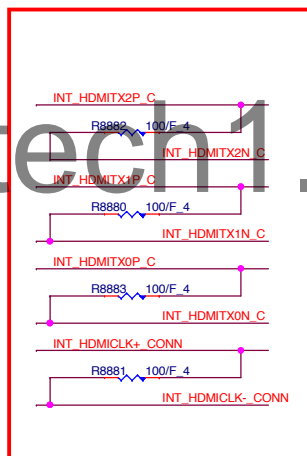 INT_HDMITX2P_C
R8882 100/F_4
INT_HDMITX2N_C
tech1.
INT_HDMITX1P_C
R8880 100/F_4
INT_HDMITX1N_C
INT_HDMITX0P_C
R8883 100/F_4
INT_HDMITX0N_C
INT_HDMICLK+_CONN
R8881 100/F_4
INT_HDMICLK-_CONN